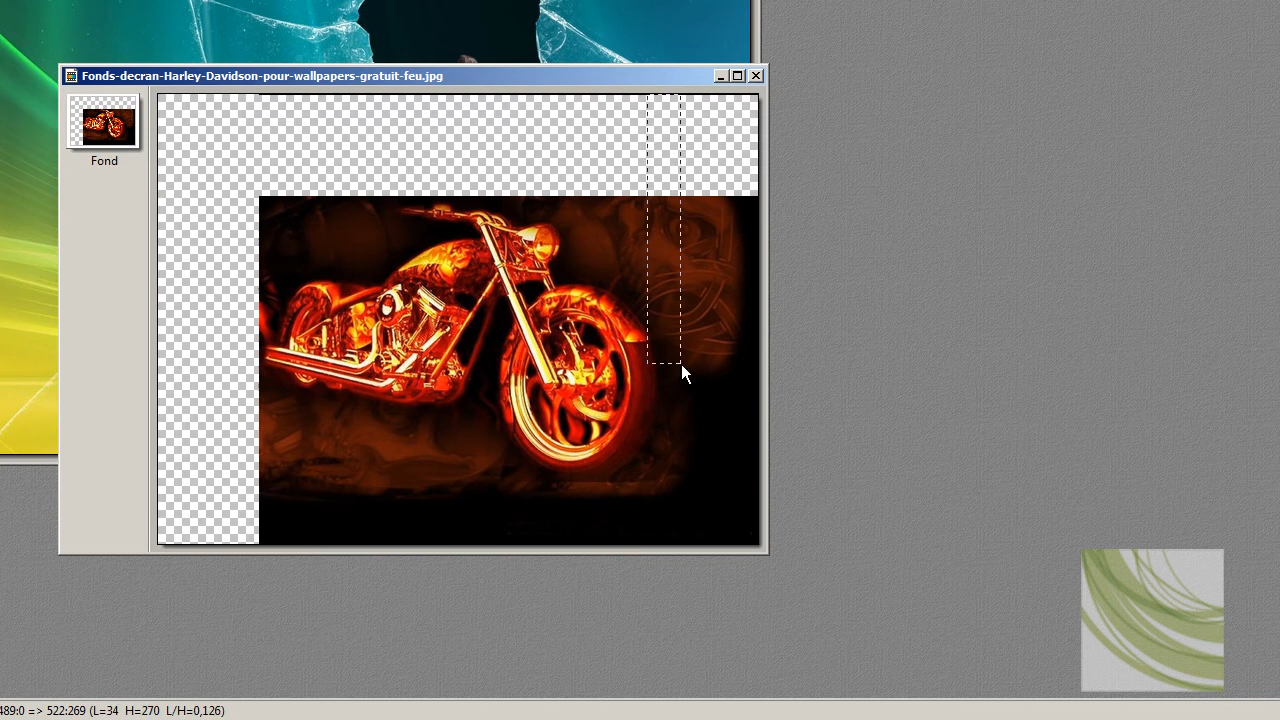 Fonds-decran-Harley-Davidson-pour-wallpapers-gratuit-feu.jpg
Fond
489:0 => 522:269 (L=34 H=270 L/H=0,126)